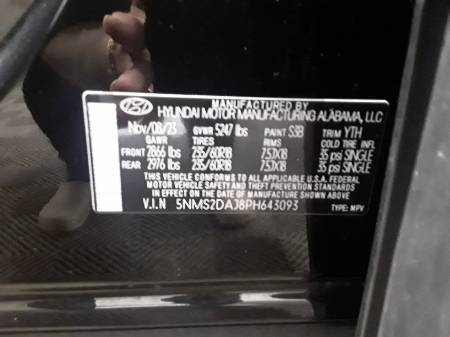 MANUFACTURED BY
HYUNDAI MOTOR MANUFACTURING ALABAMA, LLC
Nov/08/23 GVWR 5247 lbs PAINT S3B TRIM YTH
GAWR TIRES RIMS COLD TIRE INFL
FRONT 2866 lbs 235/60R18 7.5JX18 35 psi SINGLE
REAR 2976 lbs 235/60R18 7.5JX18 35 psi SINGLE
THIS VEHICLE CONFORMS TO ALL APPLICABLE U.S.A. FEDERAL
MOTOR VEHICLE SAFETY AND THEFT PREVENTION STANDARDS
IN EFFECT ON THE DATE OF MANUFACTURE SHOWN ABOVE
V.I.N 5NMS2DAJ8PH643093 TYPE: MPV